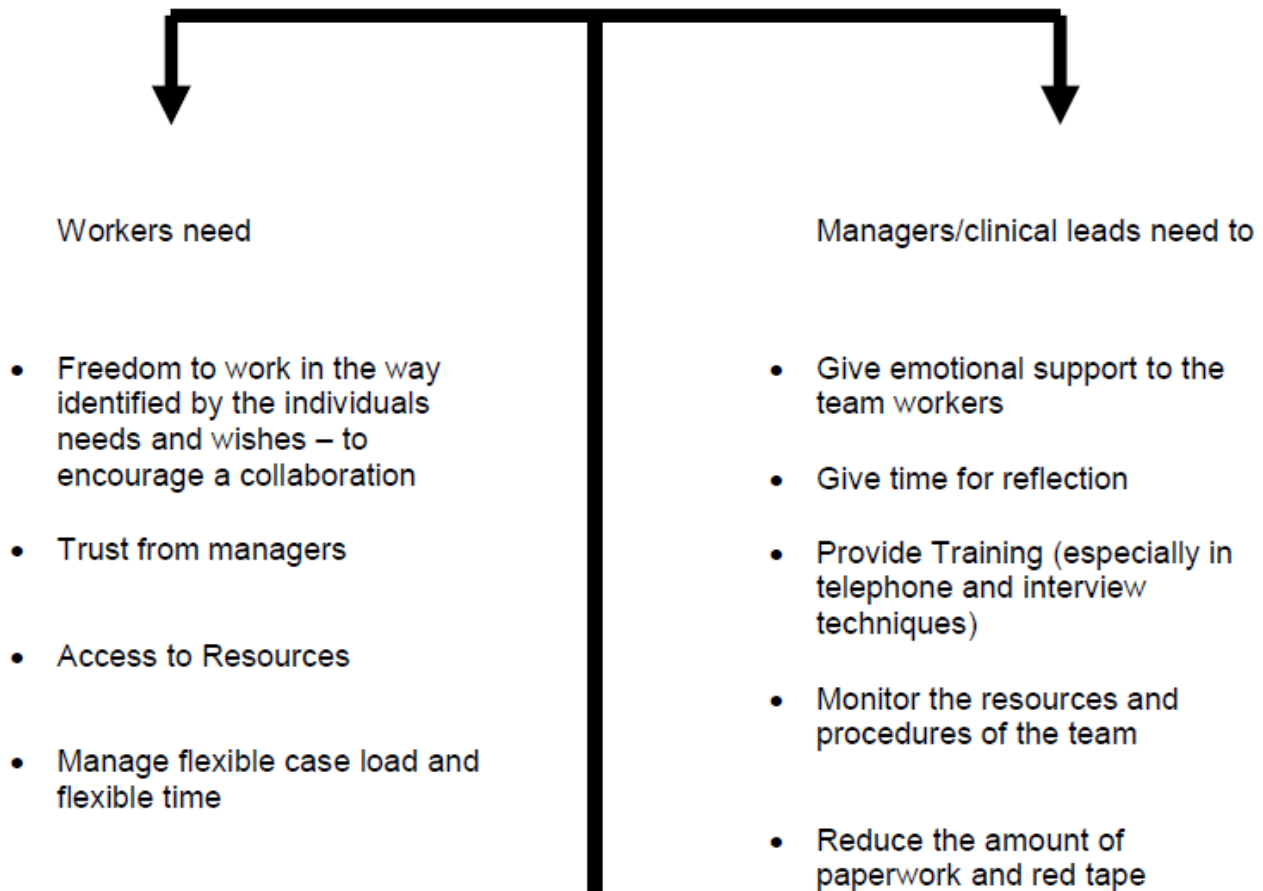 Workers need
• Freedom to work in the way
identified by the individuals
needs and wishes – to
encourage a collaboration
• Trust from managers
• Access to Resources
• Manage flexible case load and
flexible time
Managers/clinical leads need to
• Give emotional support to the
team workers
• Give time for reflection
• Provide Training (especially in
telephone and interview
techniques)
• Monitor the resources and
procedures of the team
• Reduce the amount of
paperwork and red tape